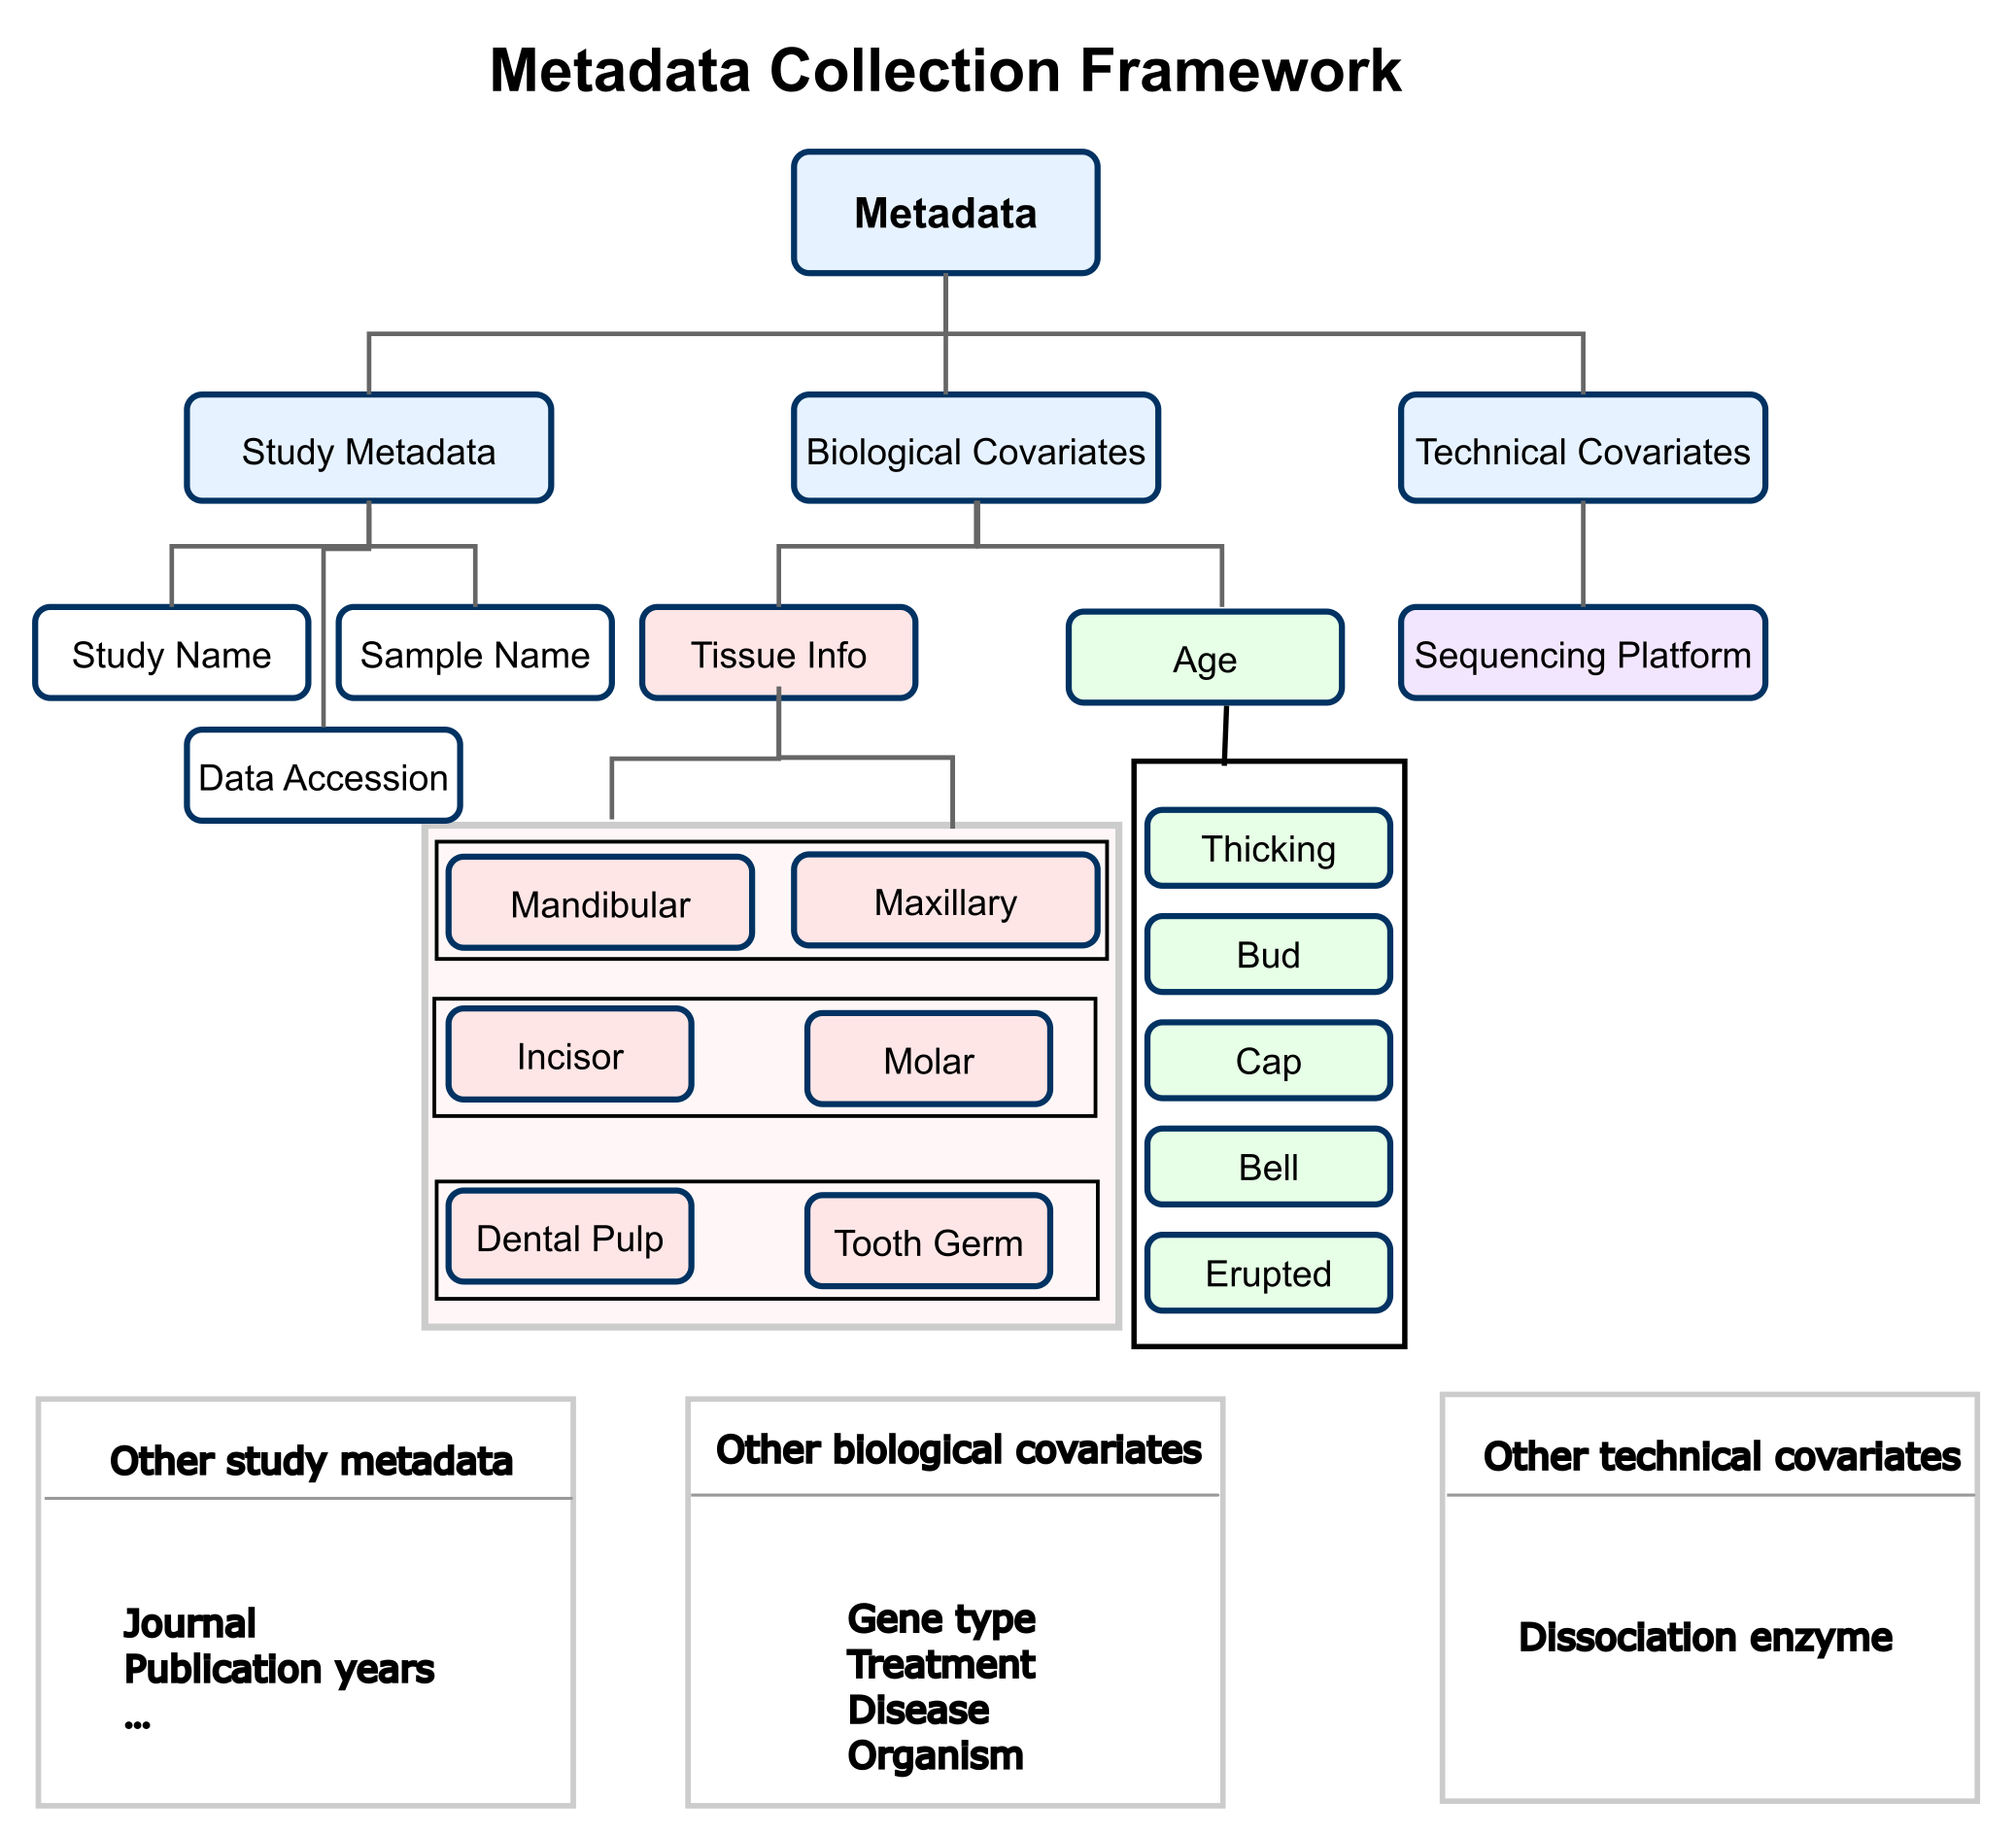 Metadata Collection Framework
Metadata
Study Metadata
Biological Covariates
Technical Covariates
Study Name
Sample Name
Tissue Info
Age
Sequencing Platform
Data Accession
Mandibular
Maxillary
Incisor
Molar
Dental Pulp
Tooth Germ
Thicking
Bud
Cap
Bell
Erupted
Other study metadata
Journal
Publication years
...
Other biological covariates
Gene type
Treatment
Disease
Organism
Other technical covariates
Dissociation enzyme